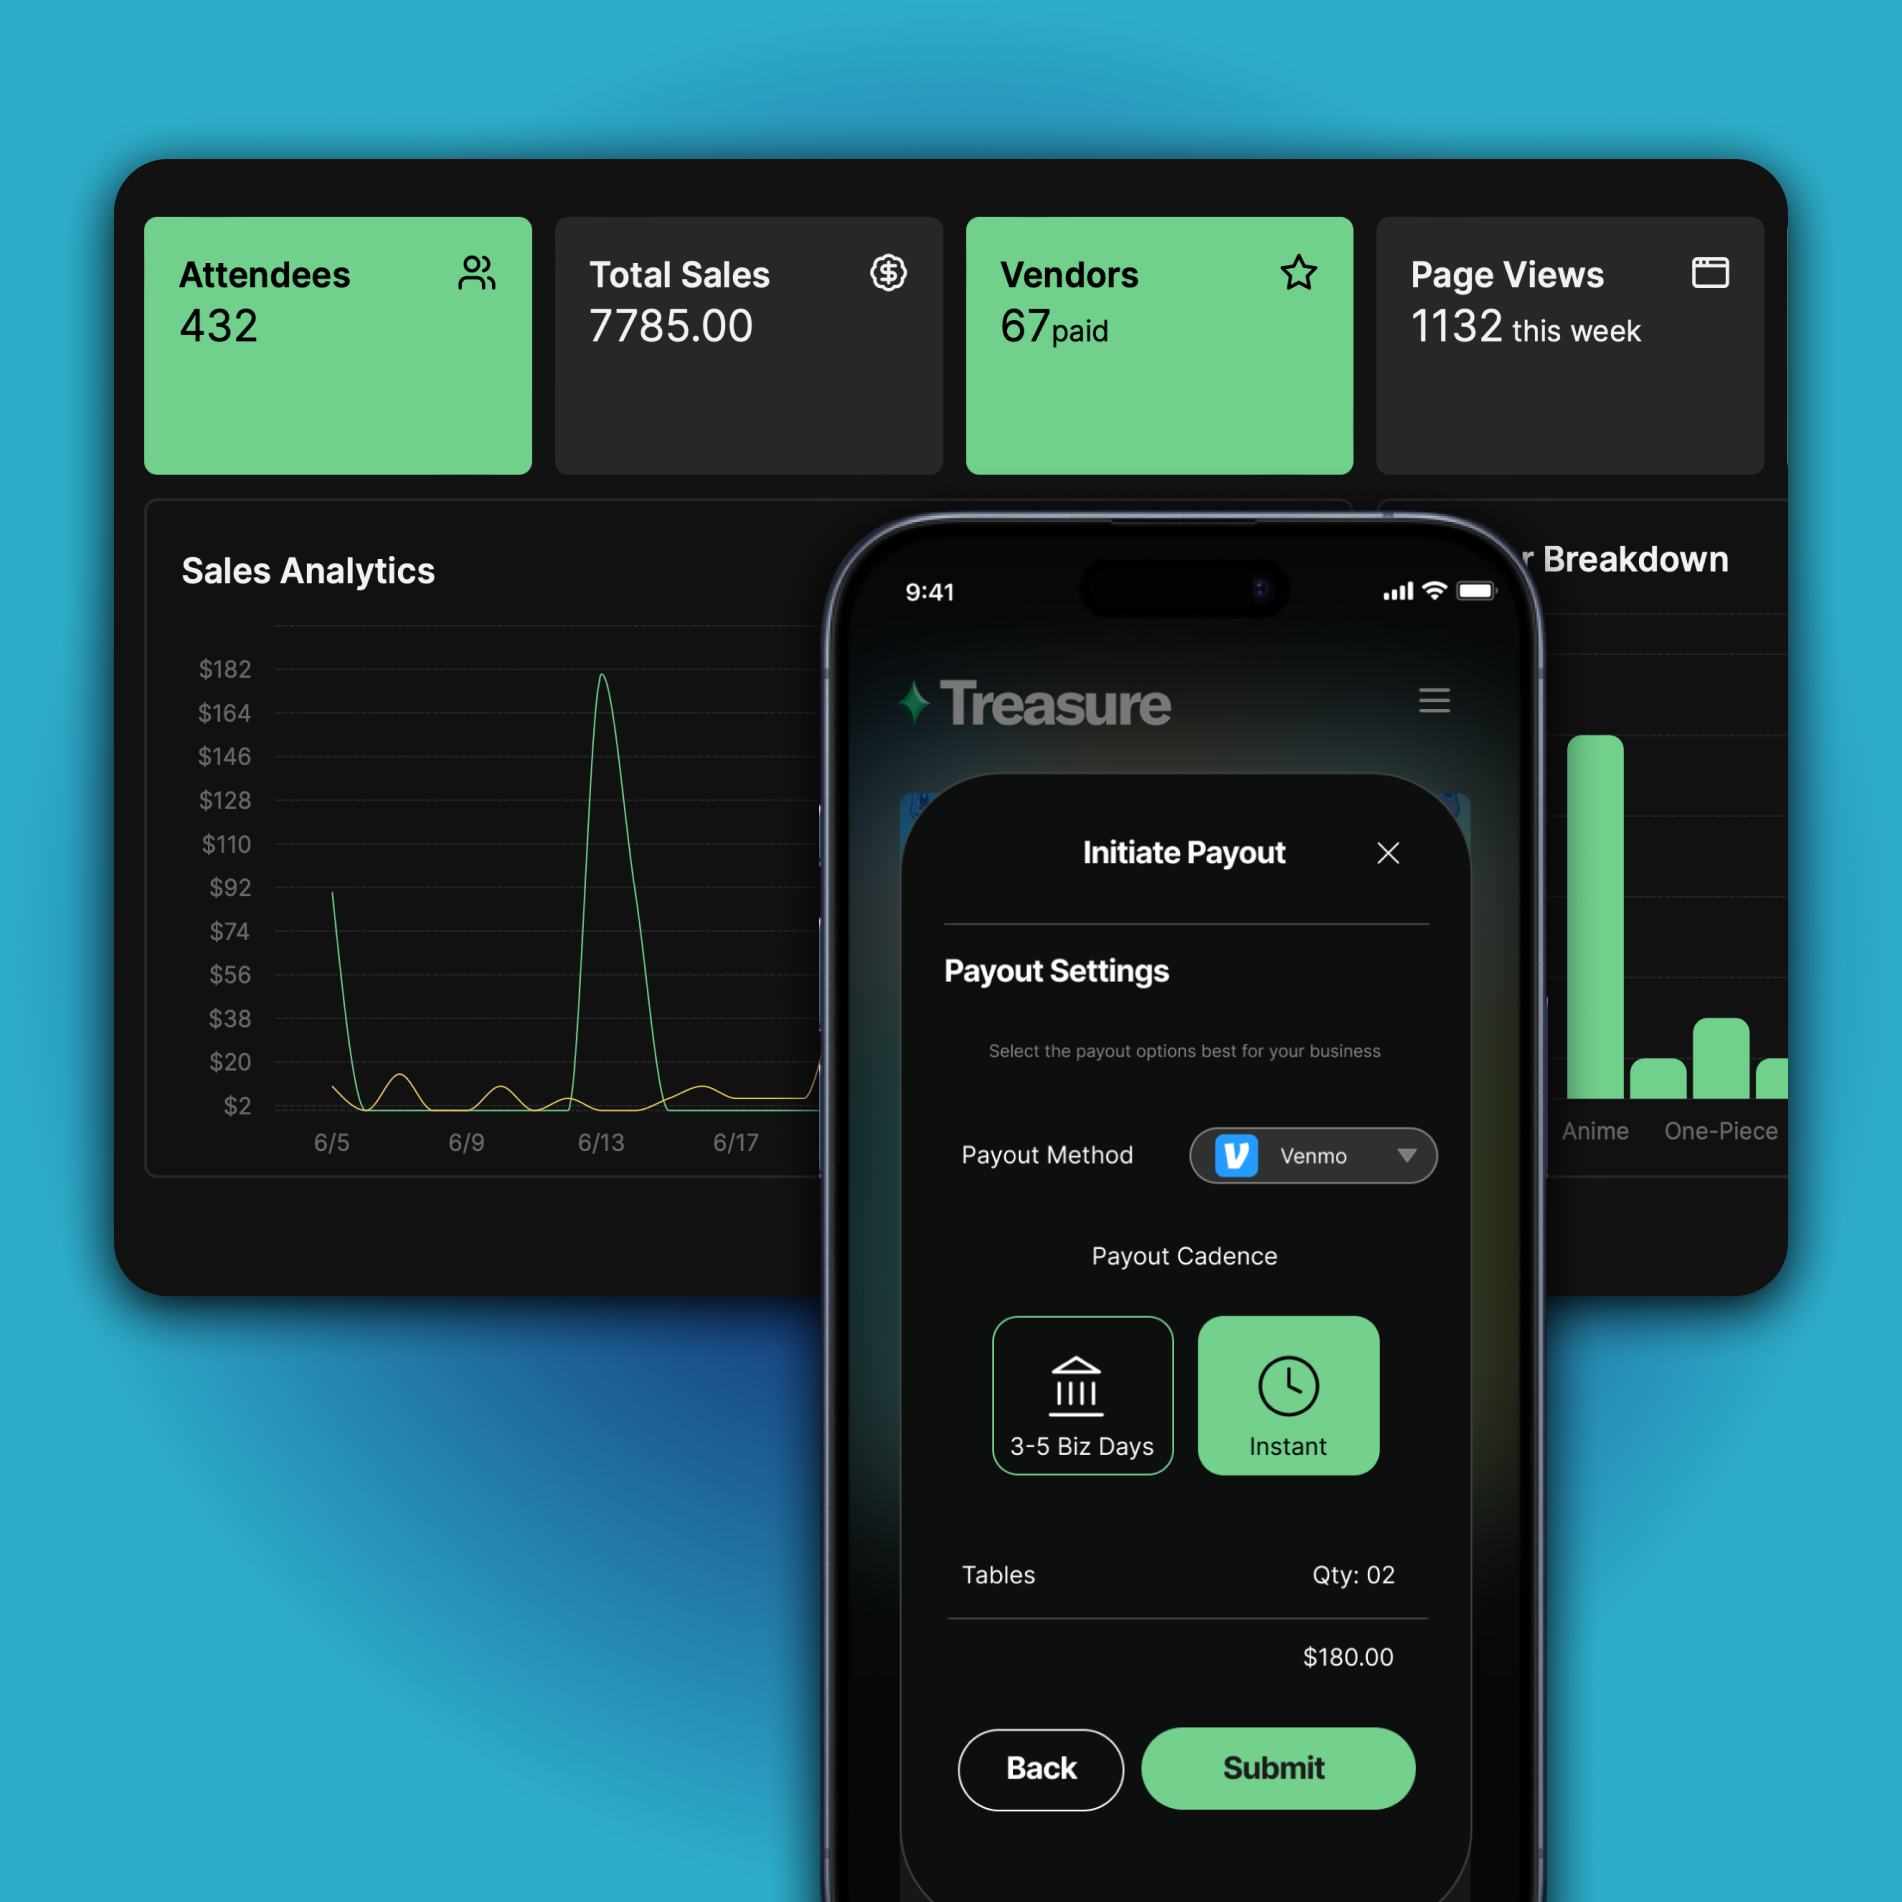 Attendees
432
Total Sales
7785.00
Vendors
67paid
Page Views
1132 this week
Sales Analytics
$182
$164
$146
$128
$110
$92
$74
$56
$38
$20
$2
6/5
6/9
6/13
6/17
r Breakdown
Anime
One-Piece
9:41
Treasure
Initiate Payout
Payout Settings
Select the payout options best for your business
Payout Method
Venmo
Payout Cadence
3-5 Biz Days
Instant
Tables
Qty: 02
$180.00
Back
Submit